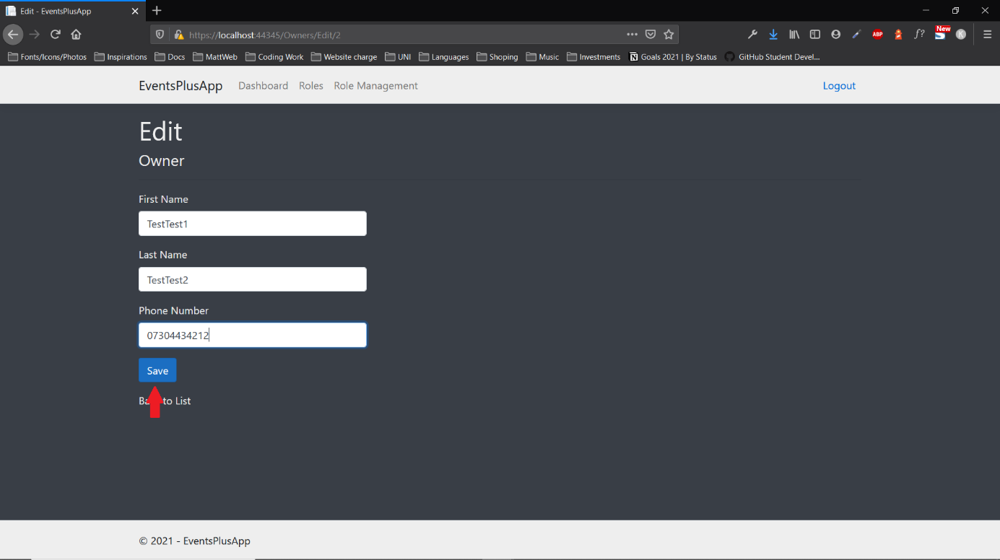 Edit - EventsPlusApp
https://localhost:44345/Owners/Edit/2
ABP
f?
New
S
K
Fonts/Icons/Photos Inspirations Docs MattWeb Coding Work Website charge UNI Languages Shoping Music Investments Goals 2021 | By Status GitHub Student Devel...
EventsPlusApp Dashboard Roles Role Management Logout
Edit
Owner
First Name
TestTest1
Last Name
TestTest2
Phone Number
07304434212
Save
to List
© 2021 - EventsPlusApp